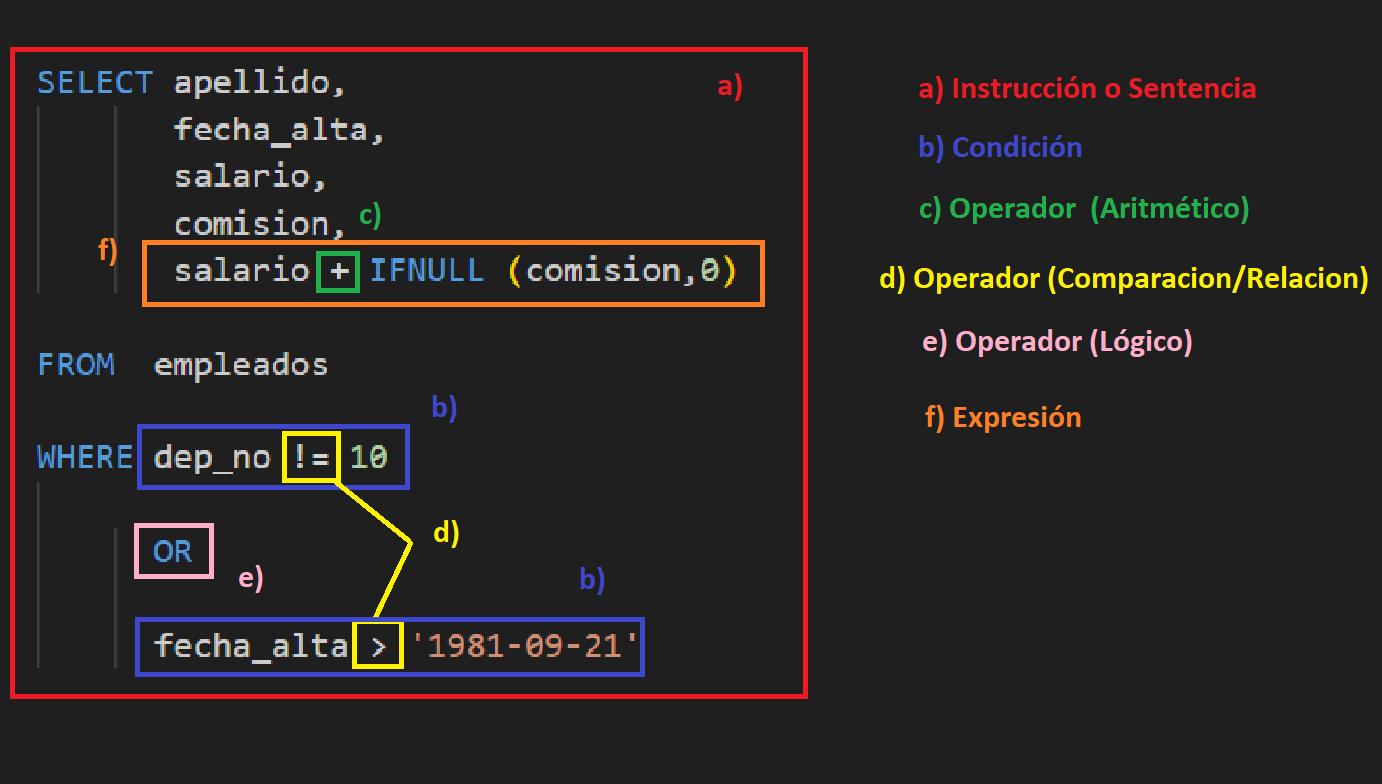 SELECT apellido,
a)
fecha_alta,
salario,
comision,
c)
f)
salario + IFNULL (comision,0)
FROM empleados
b)
WHERE dep_no != 10
d)
OR
e)
b)
fecha_alta > '1981-09-21'
a) Instrucción o Sentencia
b) Condición
c) Operador (Aritmético)
d) Operador (Comparacion/Relacion)
e) Operador (Lógico)
f) Expresión